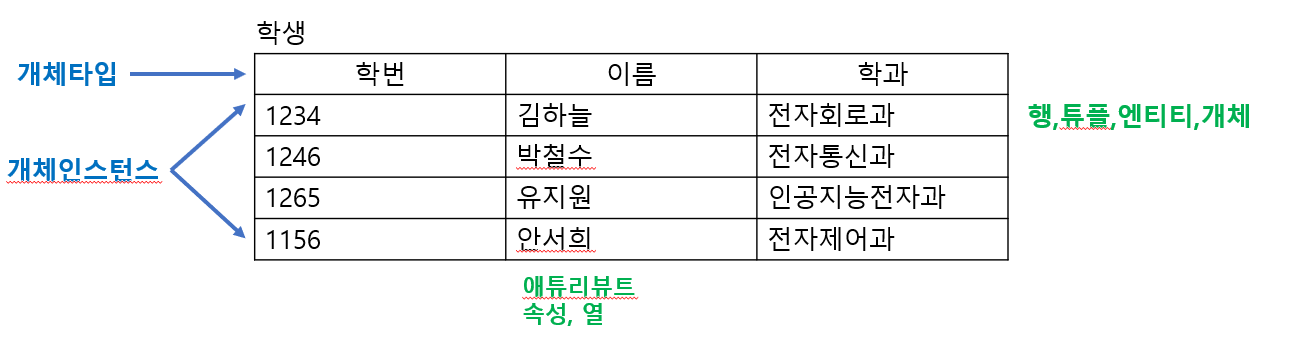 학생
개체타입
학번 이름 학과
1234 김하늘 전자회로과
행,튜플,엔티티,개체
1246 박철수 전자통신과
개체인스턴스
1265 유지원 인공지능전자과
1156 안서희 전자제어과
애튜리뷰트
속성, 열